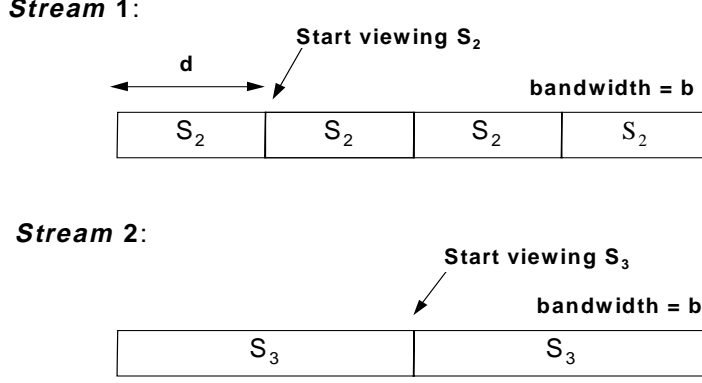 Stream 1:
Start viewing S₂
d
bandwidth = b
S₂ S₂ S₂ S₂
Stream 2:
Start viewing S₃
bandwidth = b
S₃ S₃